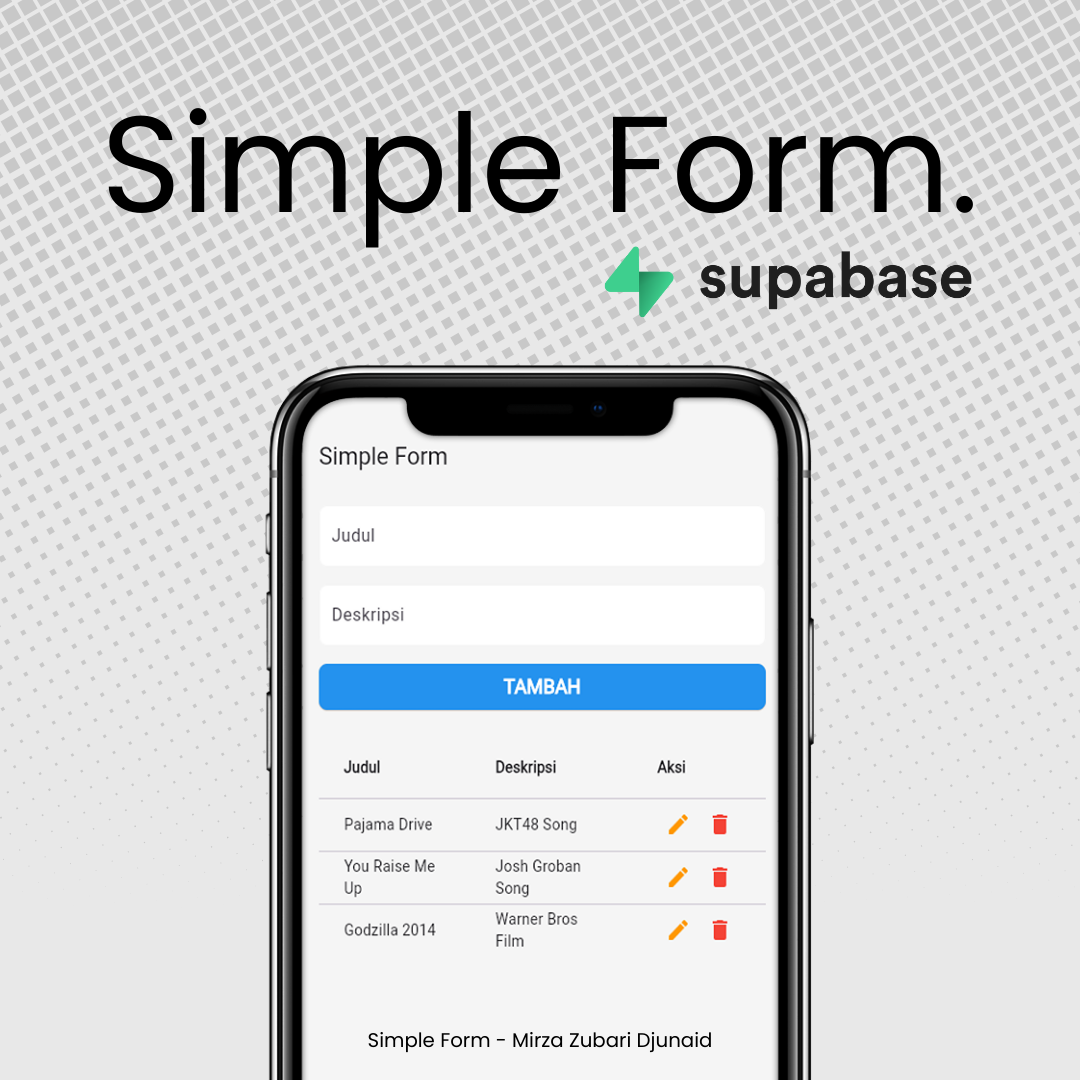 Simple Form.
supabase
Simple Form
Judul
Deskripsi
TAMBAH
Judul Deskripsi Aksi
Pajama Drive JKT48 Song
You Raise Me Josh Groban
Up Song
Godzilla 2014 Warner Bros
Film
Simple Form - Mirza Zubari Djunaid